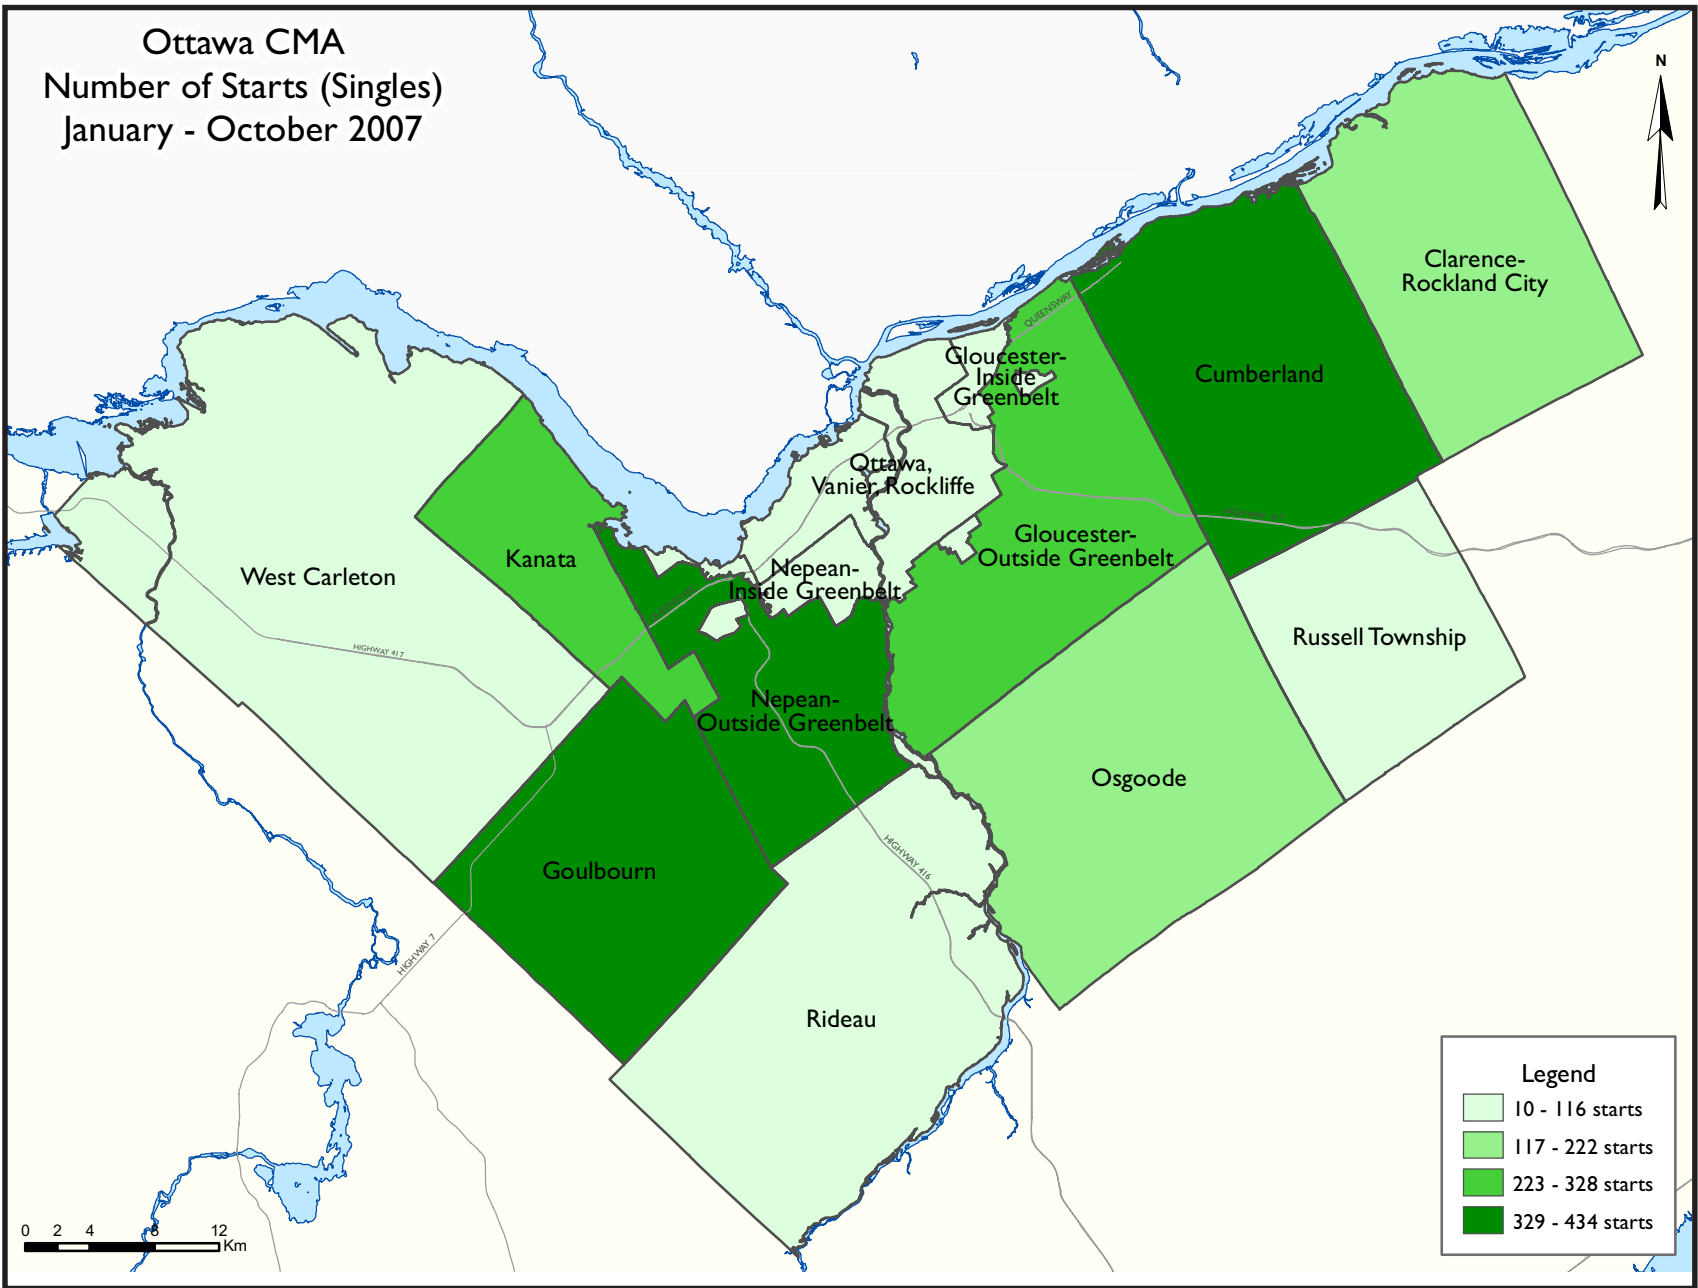 Ottawa CMA
Number of Starts (Singles)
January - October 2007
N
Clarence-
Rockland City
QUEENSWAY
Gloucester-
Inside
Greenbelt
Cumberland
Ottawa,
Vanier, Rockliffe
Gloucester-
Outside Greenbelt
Kanata
West Carleton
Nepean-
Inside Greenbelt
Russell Township
HIGHWAY 417
Nepean-
Outside Greenbelt
Osgoode
Goulbourn
HIGHWAY 416
HIGHWAY 7
Rideau
Legend
10 - 116 starts
117 - 222 starts
223 - 328 starts
329 - 434 starts
0 2 4 8 12
Km